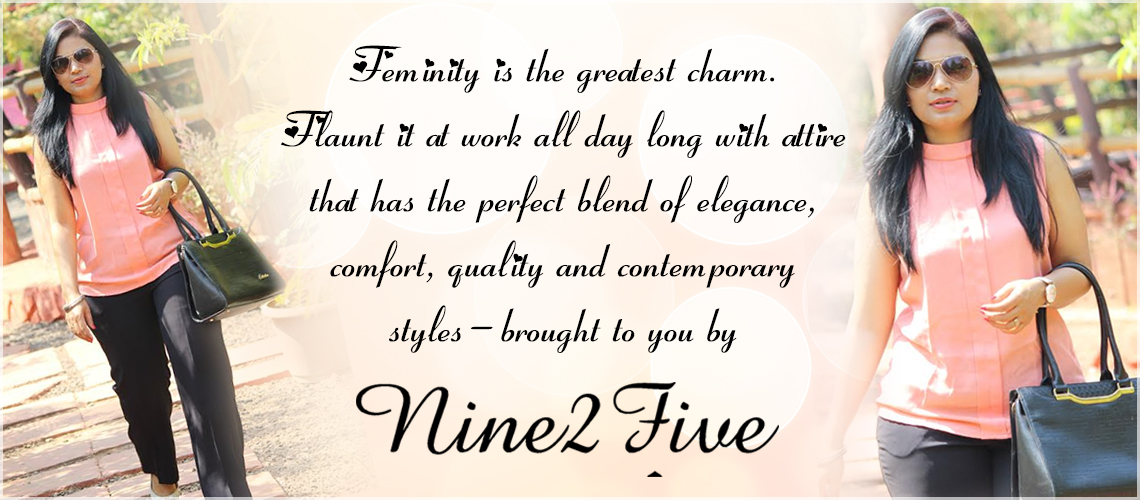 Feminity is the greatest charm.
Flaunt it at work all day long with attire
that has the perfect blend of elegance,
comfort, quality and contemporary
styles – brought to you by
Nine2Five